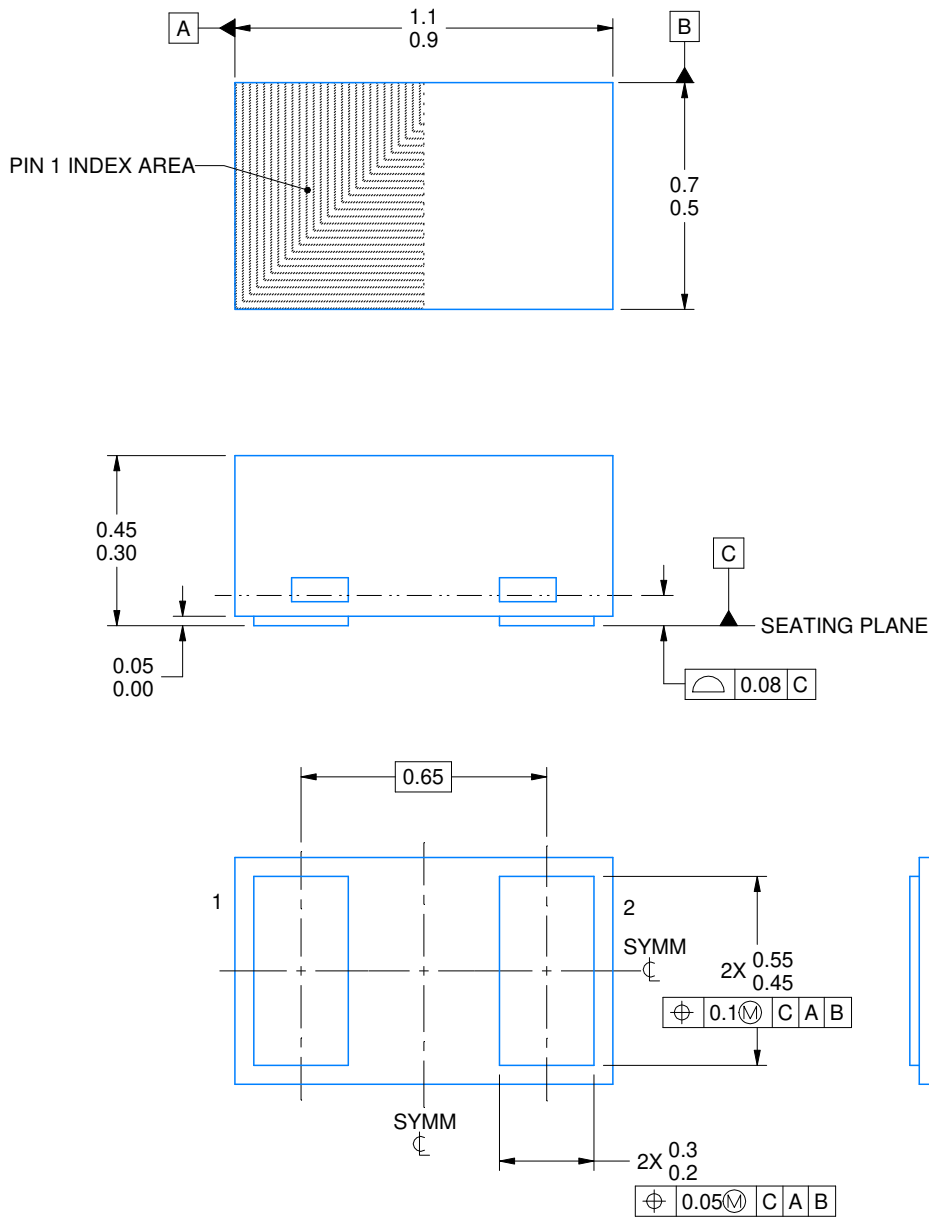 A
1.1
0.9
B
PIN 1 INDEX AREA
0.7
0.5
0.45
0.30
C
SEATING PLANE
0.05
0.00
0.08 C
0.65
1
2
SYMM
℄
2X 0.55
0.45
⌖ 0.1Ⓜ C A B
SYMM
℄
2X 0.3
0.2
⌖ 0.05Ⓜ C A B